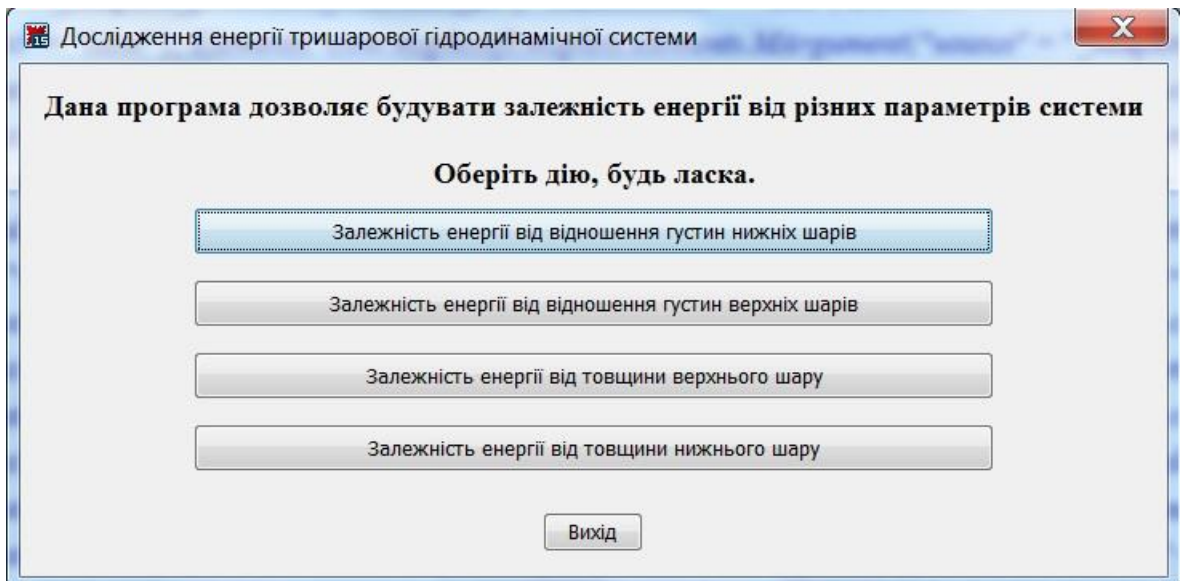 Дослідження енергії тришарової гідродинамічної системи
Дана програма дозволяє будувати залежність енергії від різних параметрів системи
Оберіть дію, будь ласка.
Залежність енергії від відношення густин нижніх шарів
Залежність енергії від відношення густин верхніх шарів
Залежність енергії від товщини верхнього шару
Залежність енергії від товщини нижнього шару
Вихід